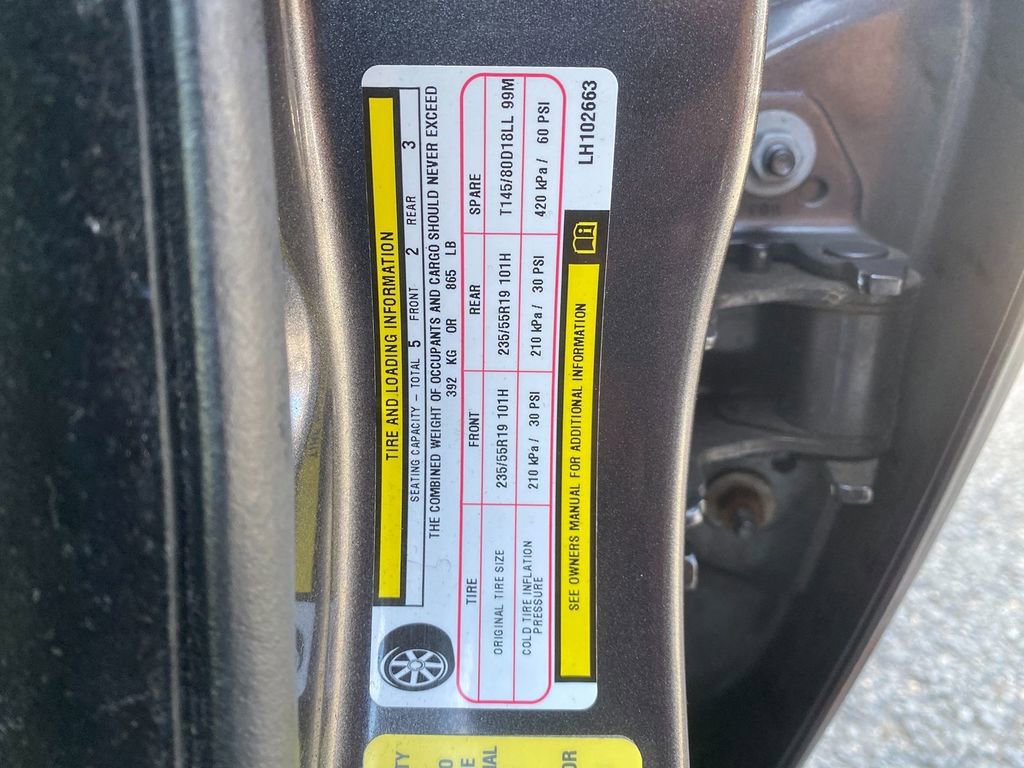 TIRE AND LOADING INFORMATION
SEATING CAPACITY – TOTAL 5 FRONT 2 REAR 3
THE COMBINED WEIGHT OF OCCUPANTS AND CARGO SHOULD NEVER EXCEED
392 KG OR 865 LB
TIRE FRONT REAR SPARE
ORIGINAL TIRE SIZE 235/55R19 101H 235/55R19 101H T145/80D18LL 99M
COLD TIRE INFLATION
PRESSURE 210 kPa / 30 PSI 210 kPa / 30 PSI 420 kPa / 60 PSI
SEE OWNERS MANUAL FOR ADDITIONAL INFORMATION
LH102663
TY
OR